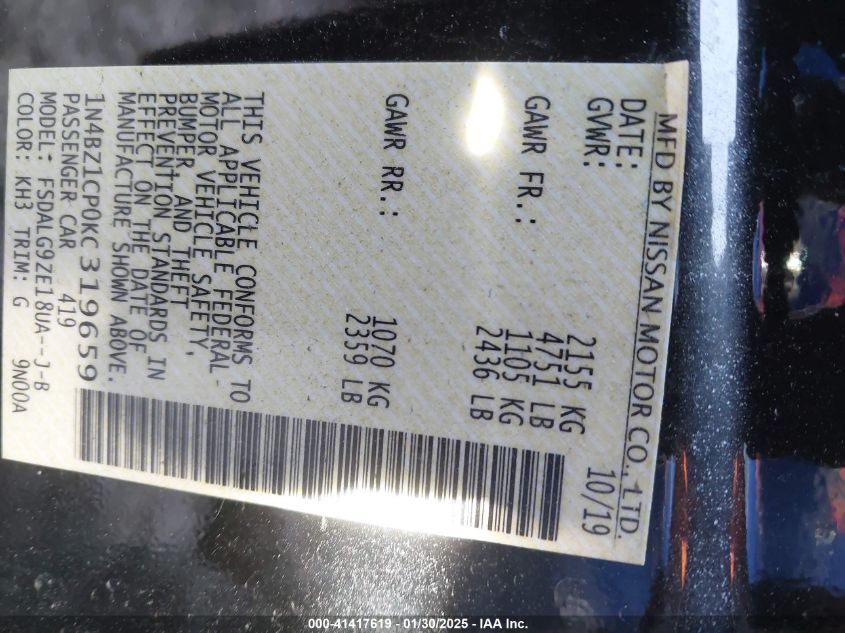 MFD BY NISSAN MOTOR CO., LTD.
DATE: 10/19
GVWR: 2155 KG
4751 LB
GAWR FR.: 1105 KG
2436 LB
GAWR RR.: 1070 KG
2359 LB
THIS VEHICLE CONFORMS TO
ALL APPLICABLE FEDERAL
MOTOR VEHICLE SAFETY,
BUMPER, AND THEFT
PREVENTION STANDARDS IN
EFFECT ON THE DATE OF
MANUFACTURE SHOWN ABOVE.
1N4BZ1CP0KC319659
PASSENGER CAR 419
MODEL: FSDALG9ZE18UA--J-B
COLOR: KH3 TRIM: G 9N00A
000-41417619 - 01/30/2025 - IAA Inc.